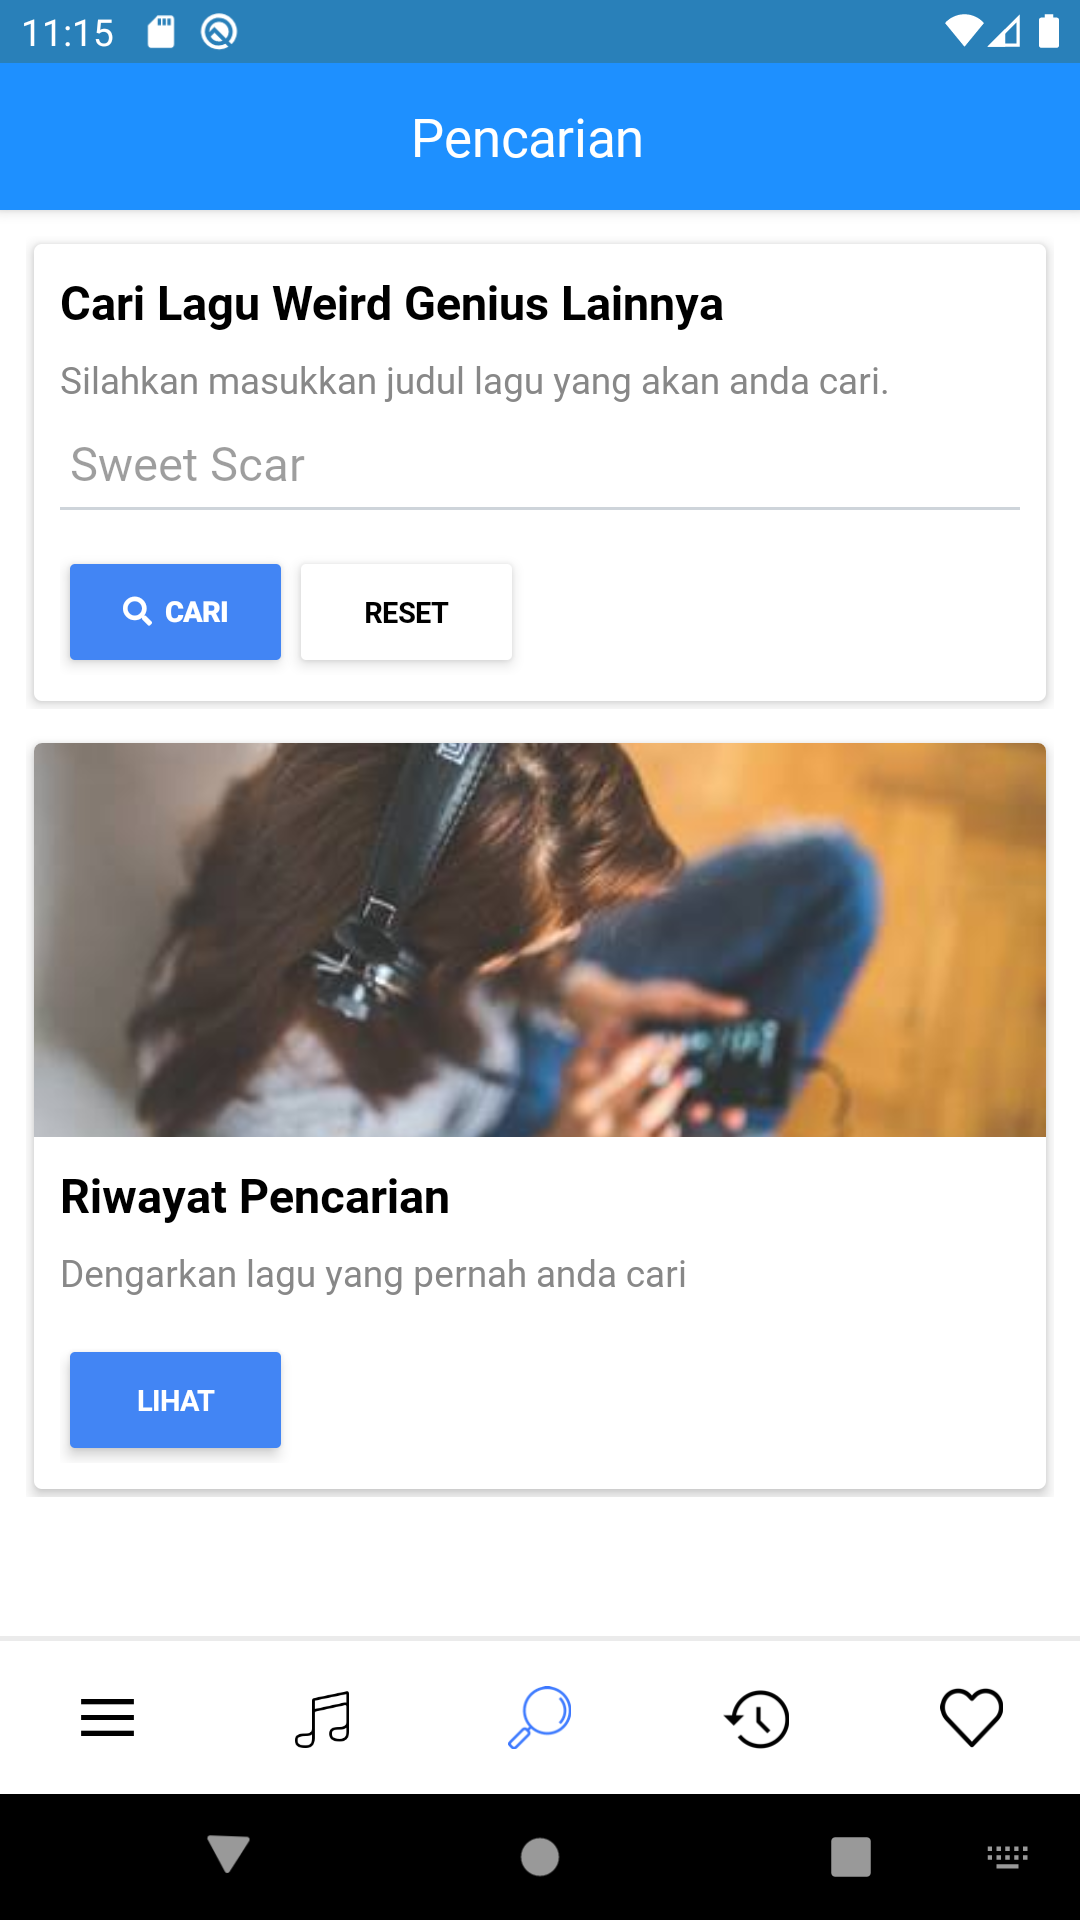 11:15
Pencarian
Cari Lagu Weird Genius Lainnya
Silahkan masukkan judul lagu yang akan anda cari.
Sweet Scar
CARI
RESET
Riwayat Pencarian
Dengarkan lagu yang pernah anda cari
LIHAT